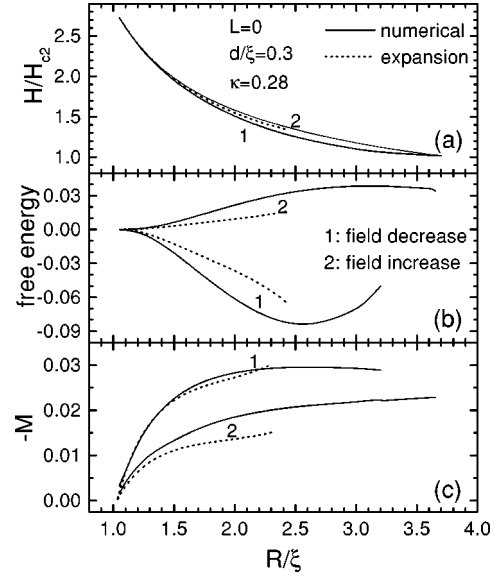 L=0
d/ξ=0.3
κ=0.28
numerical
expansion
H/H_c2
2.5
2.0
1.5
1.0
1
2
(a)
free energy
0.03
0.00
-0.03
-0.06
-0.09
2
1
1: field decrease
2: field increase
(b)
-M
0.03
0.02
0.01
0.00
1
2
(c)
1.0 1.5 2.0 2.5 3.0 3.5 4.0
R/ξ